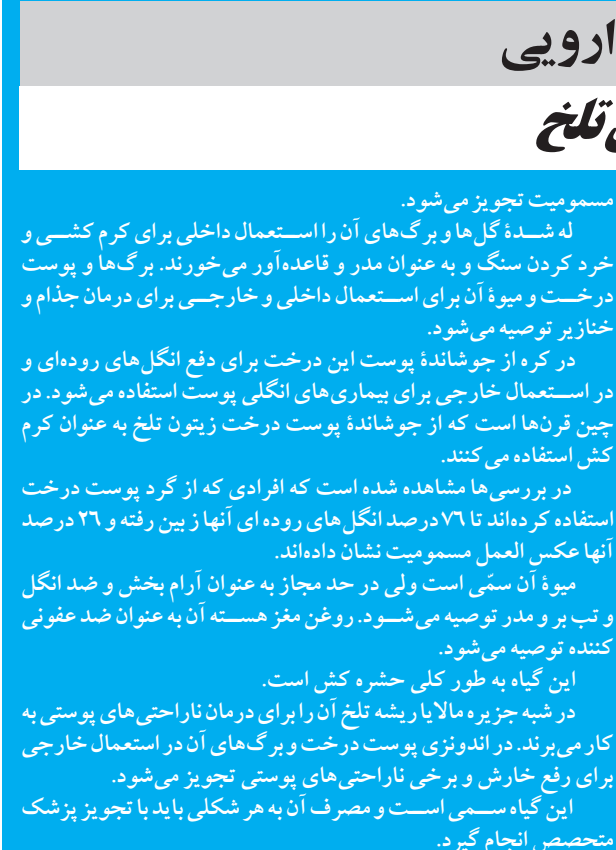 ارویی
تلخ
مسمومیت تجویز می‌شود.
له شدهٔ گل‌ها و برگ‌های آن را استعمال داخلی برای کرم کشی و
خرد کردن سنگ و به عنوان مدر و قاعده‌آور می‌خورند. برگ‌ها و پوست
درخت و میوهٔ آن برای استعمال داخلی و خارجی برای درمان جذام و
خنازیر توصیه می‌شود.
در کره از جوشاندهٔ پوست این درخت برای دفع انگل‌های روده‌ای و
در استعمال خارجی برای بیماری‌های انگلی پوست استفاده می‌شود. در
چین قرن‌ها است که از جوشاندهٔ پوست درخت زیتون تلخ به عنوان کرم
کش استفاده می‌کنند.
در بررسی‌ها مشاهده شده است که افرادی که از گرد پوست درخت
استفاده کرده‌اند تا ۷۶ درصد انگل‌های روده ای آنها ز بین رفته و ۲۶ درصد
آنها عکس العمل مسمومیت نشان داده‌اند.
میوهٔ آن سمّی است ولی در حد مجاز به عنوان آرام بخش و ضد انگل
و تب بر و مدر توصیه می‌شود. روغن مغز هسته آن به عنوان ضد عفونی
کننده توصیه می‌شود.
این گیاه به طور کلی حشره کش است.
در شبه جزیره مالایا ریشه تلخ آن را برای درمان ناراحتی‌های پوستی به
کار می‌برند. در اندونزی پوست درخت و برگ‌های آن در استعمال خارجی
برای رفع خارش و برخی ناراحتی‌های پوستی تجویز می‌شود.
این گیاه سمی است و مصرف آن به هر شکلی باید با تجویز پزشک
متخصص انجام گیرد.